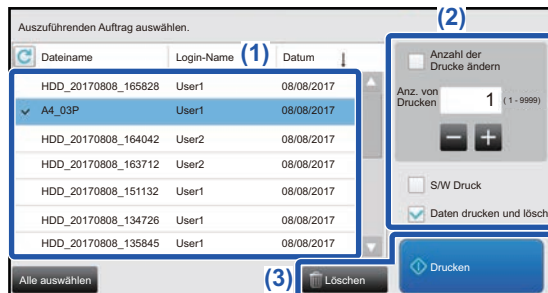 Auszuführenden Auftrag auswählen.
(2)
Dateiname Login-Name (1) Datum
HDD_20170808_165828 User1 08/08/2017
A4_03P User1 08/08/2017
HDD_20170808_164042 User2 08/08/2017
HDD_20170808_163712 User2 08/08/2017
HDD_20170808_151132 User1 08/08/2017
HDD_20170808_134726 User1 08/08/2017
HDD_20170808_135845 User1 08/08/2017
Anzahl der
Drucke ändern
Anz. von
Drucken 1 (1-9999)
S/W Druck
Daten drucken und lösch
Alle auswählen (3) Löschen Drucken